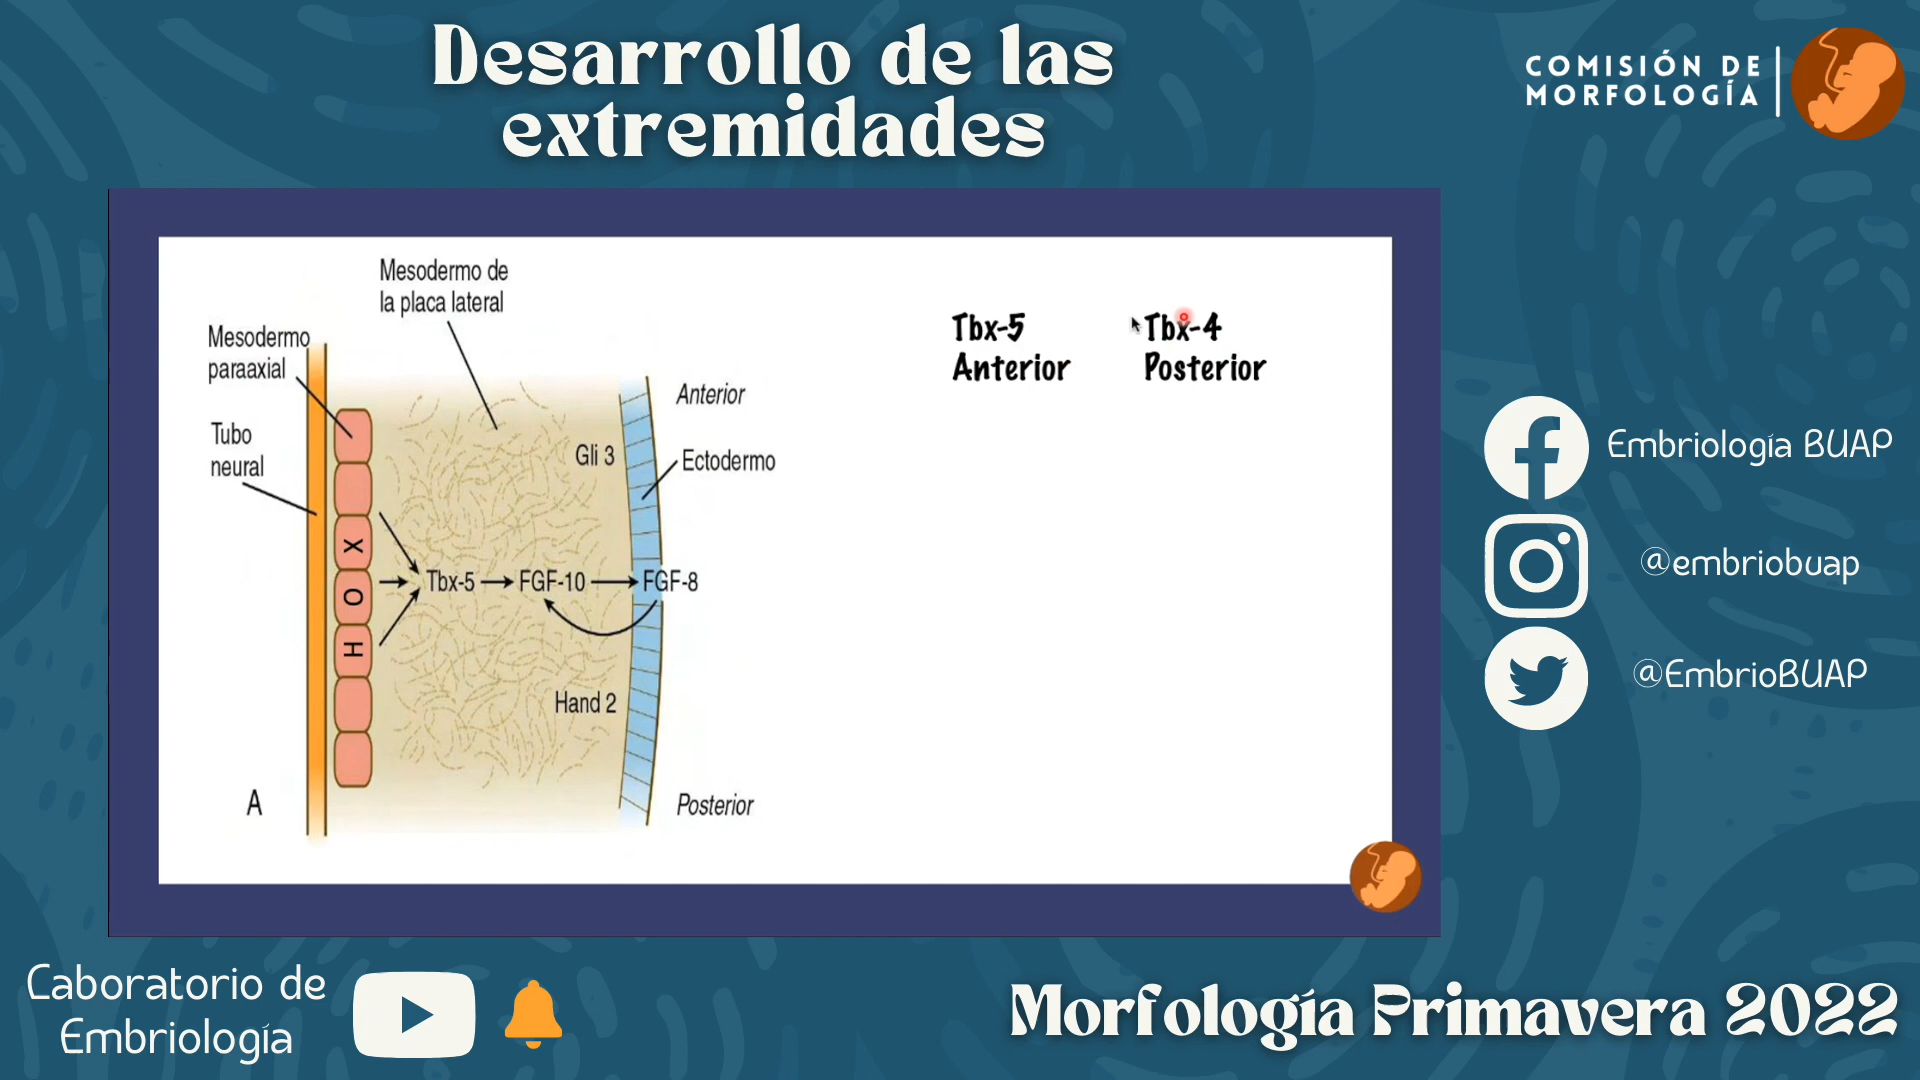 Desarrollo de las
extremidades
COMISIÓN DE
MORFOLOGÍA
Mesodermo de
la placa lateral
Mesodermo
paraaxial
Tubo
neural
Anterior
Gli 3
Ectodermo
H O X
Tbx-5
FGF-10
FGF-8
Hand 2
Posterior
A
Tbx-5
Anterior
Tbx-4
Posterior
Embriología BUAP
@embriobuap
@EmbrioBUAP
Laboratorio de
Embriología
Morfología Primavera 2022